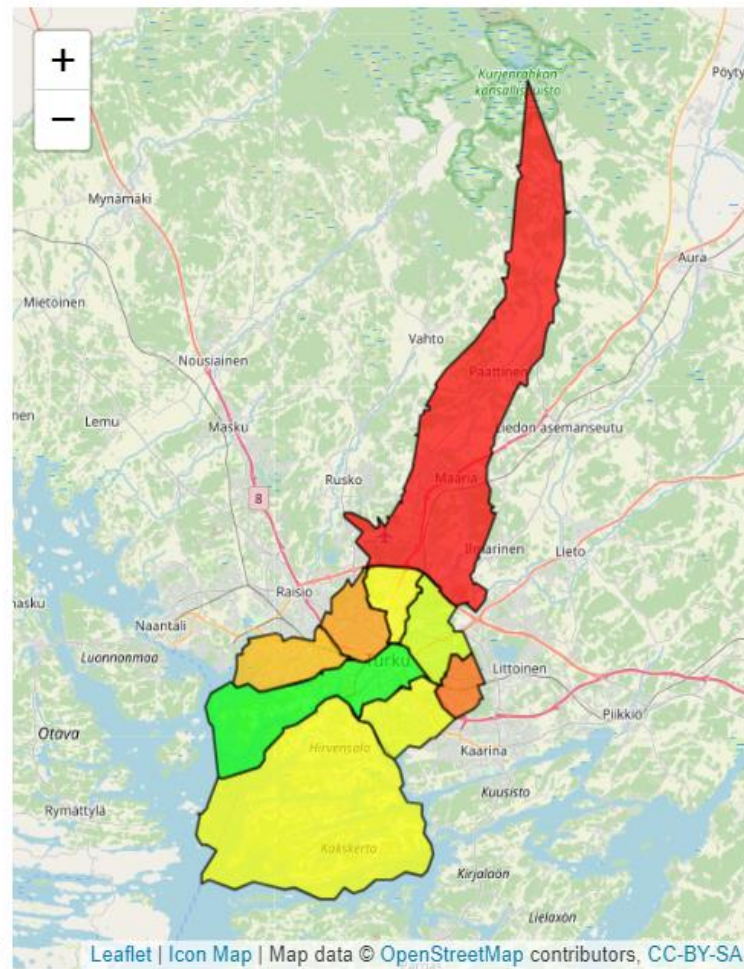 +
−
Kurjenrahkan
kansallispuisto
Pöyty
Mynämäki
Aura
Mietoinen
Vahto
Nousiainen
Paattinen
nen
Lemu
Masku
Liedon asemanseutu
Rusko
Maaria
8
Ilmarinen
Lieto
Raisio
masku
Naantali
Luonnonmaa
Turku
Littoinen
Piikkiö
Otava
Hirvensalo
Kaarina
Kuusisto
Rymättylä
Kakskerta
Kirjalaön
Lielaxön
Leaflet | Icon Map | Map data © OpenStreetMap contributors, CC-BY-SA